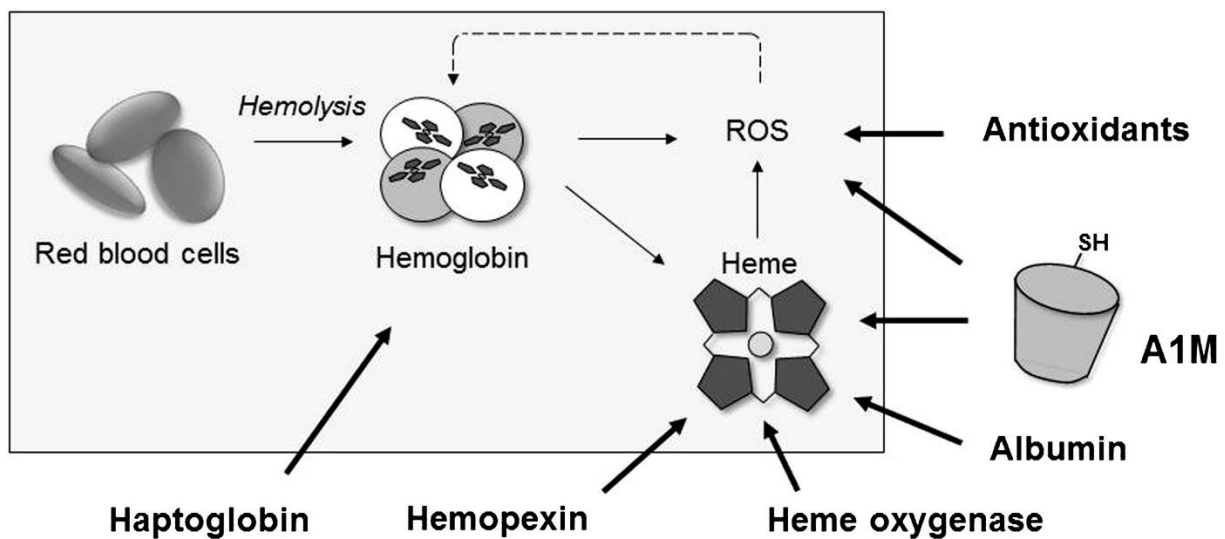 Hemolysis
ROS
Antioxidants
Red blood cells
Hemoglobin
Heme
SH
A1M
Albumin
Haptoglobin
Hemopexin
Heme oxygenase